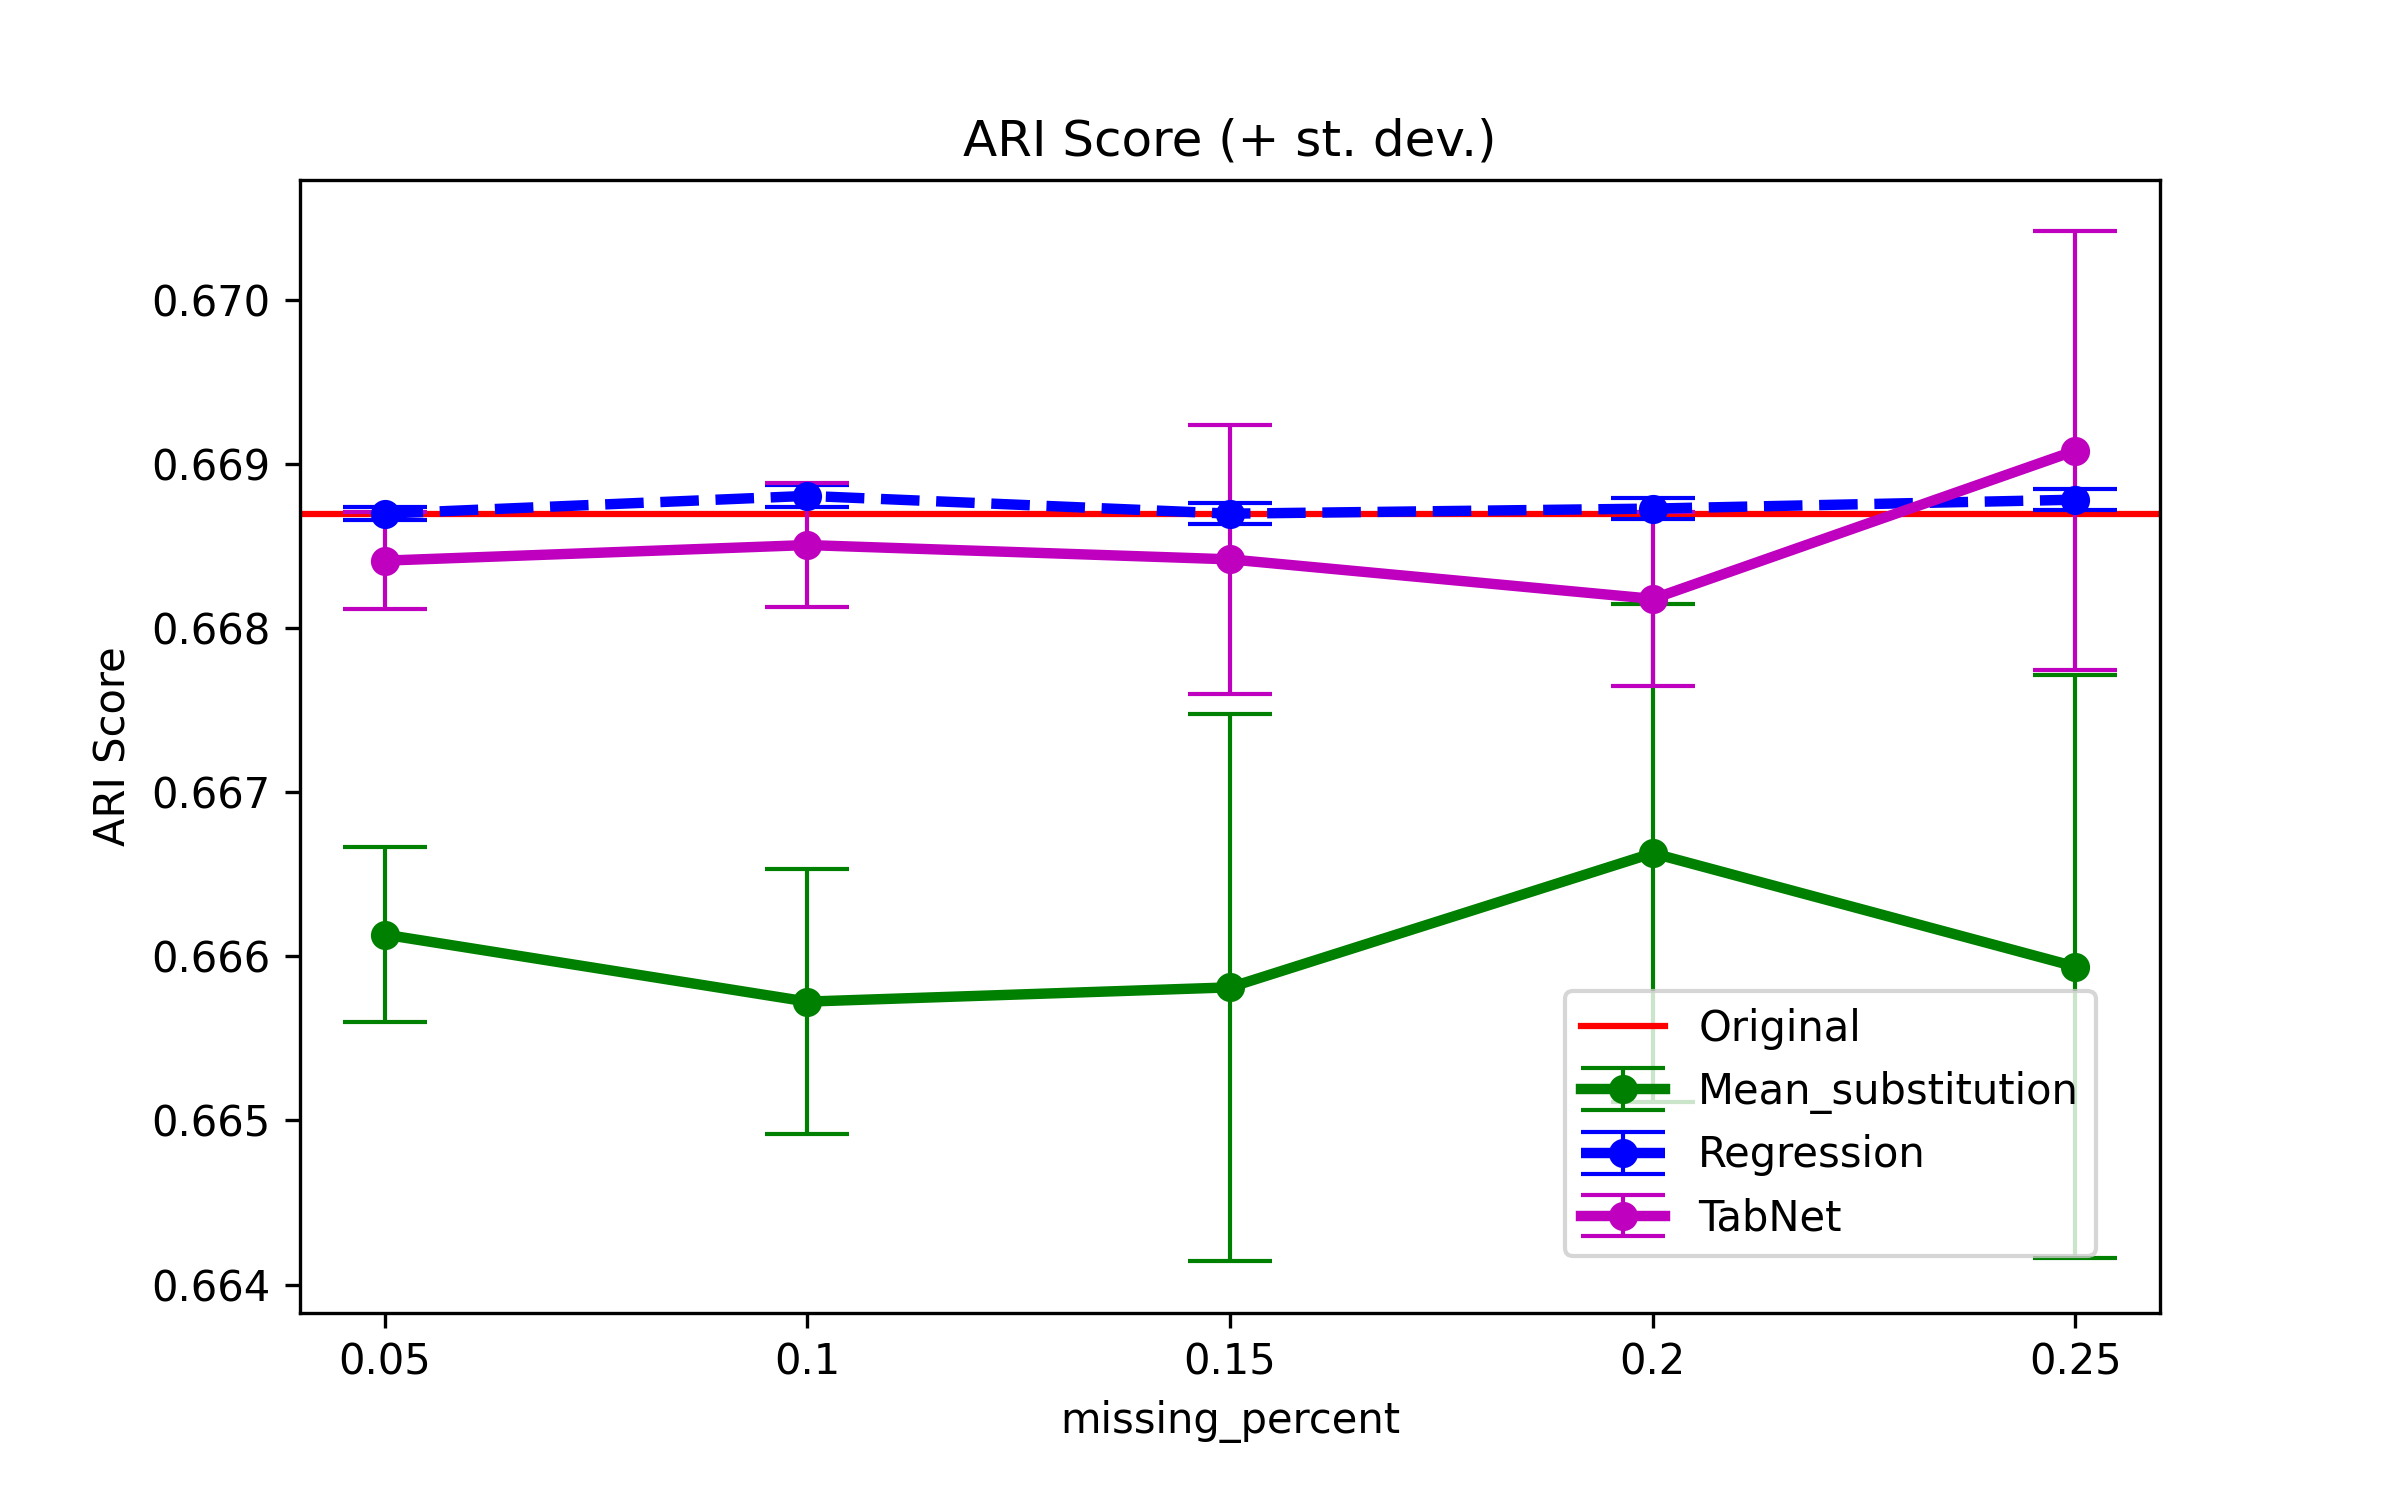 ARI Score (+ st. dev.)
0.670
0.669
0.668
0.667
0.666
0.665
0.664
ARI Score
Original
Mean_substitution
Regression
TabNet
0.05 0.1 0.15 0.2 0.25
missing_percent